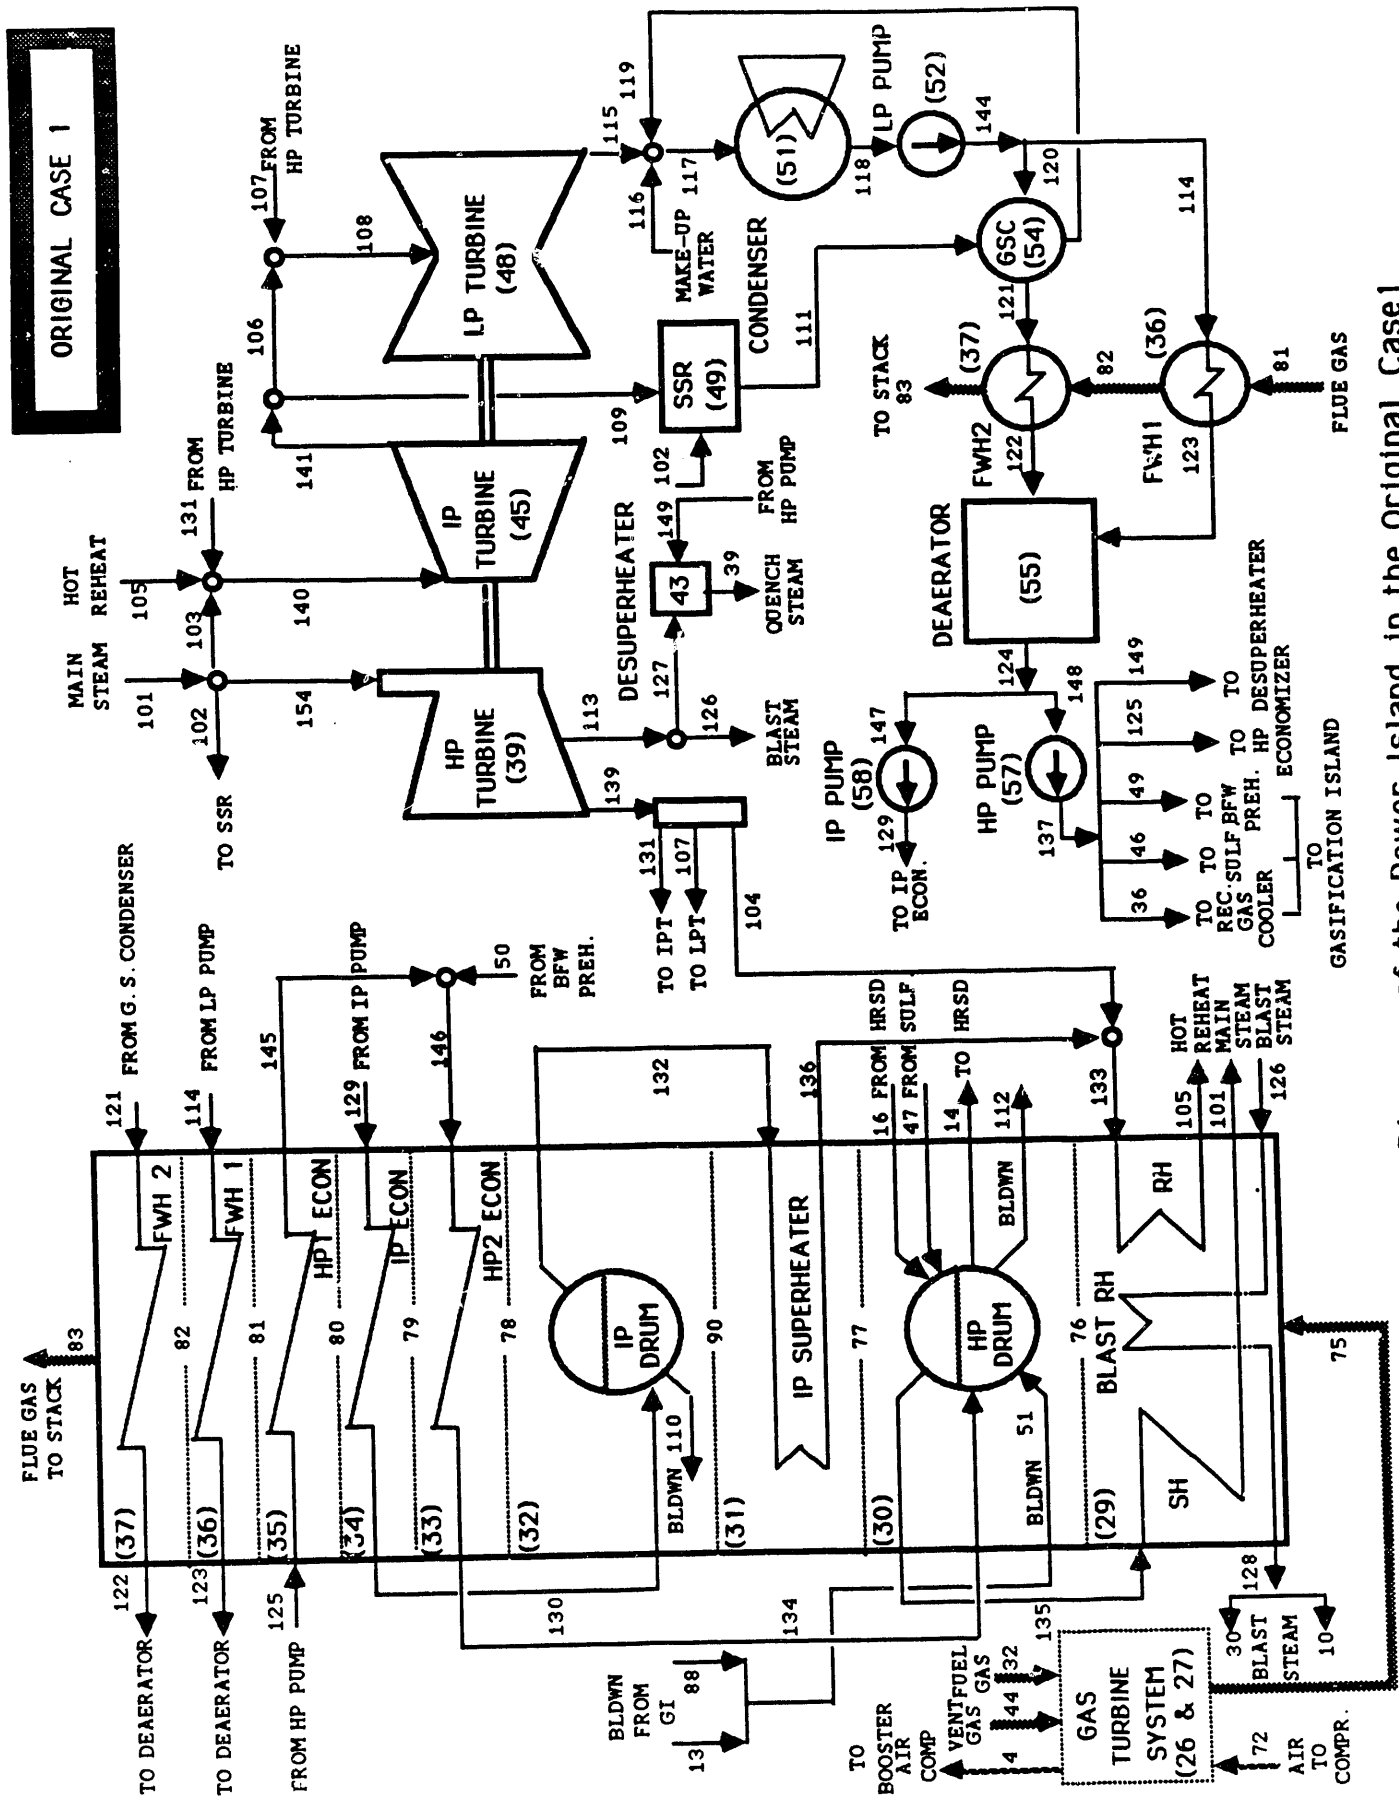 ORIGINAL CASE 1
FLUE GAS
TO STACK
83
121 FROM G. S. CONDENSER
114 FROM LP PUMP
145
129 FROM IP PUMP
146
50
FROM
BFW
PREH.
(37)
FWH 2
82
(36)
FWH 1
81
(35)
HP1 ECON
80
(34)
IP ECON
79
(33)
HP2 ECON
78
(32)
IP
DRUM
BLDWN
110
90
(31)
IP SUPERHEATER
77
(30)
HP
DRUM
BLDWN
51
BLDWN
76
(29)
BLAST RH
SH
RH
122
TO DEAERATOR
123
TO DEAERATOR
125
FROM HP PUMP
130
134
135
132
136
16 FROM HRSD
47 FROM SULF
14
TO
HRSD
112
133
105
HOT
REHEAT
101
MAIN
STEAM
126
BLAST
STEAM
75
128
30
BLAST
STEAM
10
BLDWN
FROM
GI
13
88
TO
BOOSTER
AIR
COMP
4
VENT
GAS
44
FUEL
GAS
32
GAS
TURBINE
SYSTEM
(26 & 27)
72
AIR
TO
COMPR.
MAIN
STEAM
101
HOT
REHEAT
105
131
FROM
HP TURBINE
102
TO SSR
103
154
140
HP
TURBINE
(39)
IP
TURBINE
(45)
LP TURBINE
(48)
141
106
107
FROM
HP TURBINE
108
109
113
139
131
TO IPT
107
TO LPT
104
127
126
BLAST
STEAM
DESUPERHEATER
43
149
FROM
HP PUMP
39
QUENCH
STEAM
102
SSR
(49)
111
115
119
116
MAKE-UP
WATER
117
CONDENSER
(51)
118
LP PUMP
(52)
144
120
114
GSC
(54)
121
FWH2
(37)
122
TO STACK
83
82
FWH1
(36)
123
81
FLUE GAS
DEAERATOR
(55)
124
147
IP PUMP
(58)
129
TO IP
ECON.
148
HP PUMP
(57)
137
36
TO
REC.
GAS
COOLER
46
TO
SULF
49
TO
BFW
PREH.
125
TO
HP
ECONOMIZER
149
TO
DESUPERHEATER
TO
GASIFICATION ISLAND
of the Power Island in the Original Case1